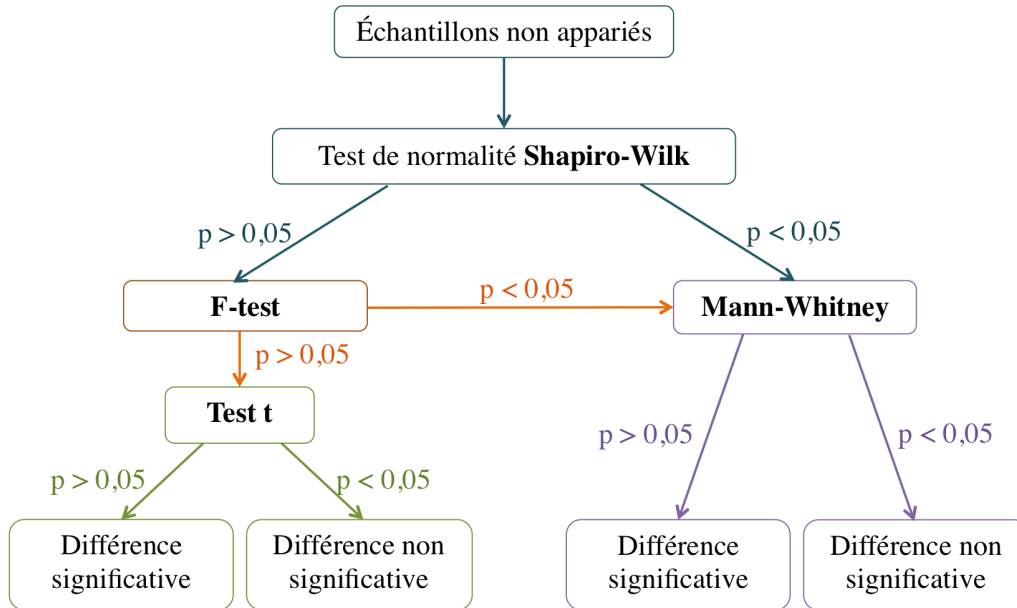 Échantillons non appariés
Test de normalité Shapiro-Wilk
p > 0,05
p < 0,05
F-test
p < 0,05
Mann-Whitney
p > 0,05
Test t
p > 0,05
p < 0,05
p > 0,05
p < 0,05
Différence
significative
Différence non
significative
Différence
significative
Différence non
significative